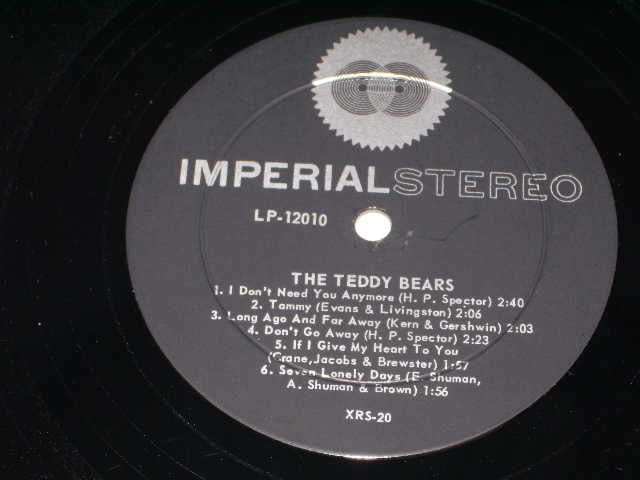 IMPERIAL STEREO
LP-12010
THE TEDDY BEARS
1. I Don't Need You Anymore (H. P. Spector) 2:40
2. Tammy (Evans & Livingston) 2:06
3. Long Ago And Far Away (Kern & Gershwin) 2:03
4. Don't Go Away (H. P. Spector) 2:23
5. If I Give My Heart To You
(Crane, Jacobs & Brewster) 1:57
6. Seven Lonely Days (E. Shuman,
A. Shuman & Brown) 1:56
XRS-20